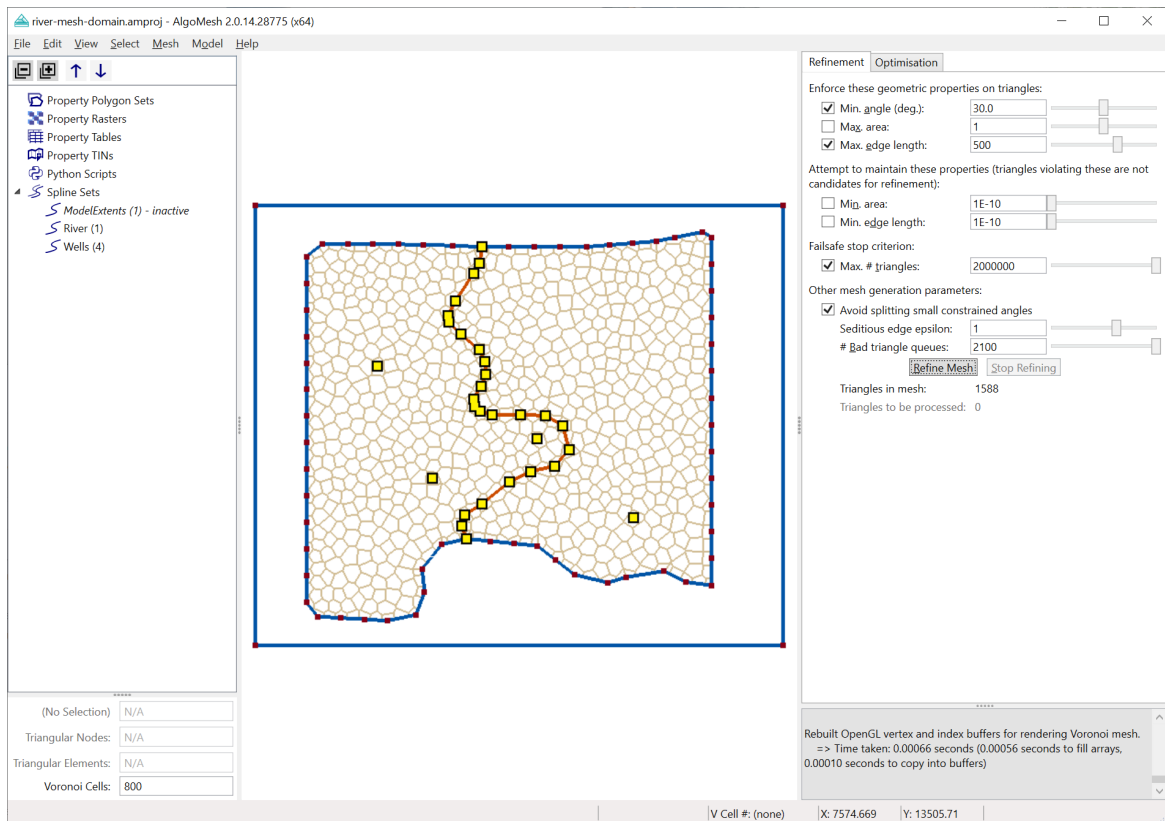 river-mesh-domain.amproj - AlgoMesh 2.0.14.28775 (x64)
File Edit View Select Mesh Model Help
Property Polygon Sets
Property Rasters
Property Tables
Property TINs
Python Scripts
Spline Sets
ModelExtents (1) - inactive
River (1)
Wells (4)
(No Selection) N/A
Triangular Nodes: N/A
Triangular Elements: N/A
Voronoi Cells: 800
Refinement Optimisation
Enforce these geometric properties on triangles:
Min. angle (deg.): 30.0
Max. area: 1
Max. edge length: 500
Attempt to maintain these properties (triangles violating these are not
candidates for refinement):
Min. area: 1E-10
Min. edge length: 1E-10
Failsafe stop criterion:
Max. # triangles: 2000000
Other mesh generation parameters:
Avoid splitting small constrained angles
Seditious edge epsilon: 1
# Bad triangle queues: 2100
Refine Mesh Stop Refining
Triangles in mesh: 1588
Triangles to be processed: 0
Rebuilt OpenGL vertex and index buffers for rendering Voronoi mesh.
=> Time taken: 0.00066 seconds (0.00056 seconds to fill arrays,
0.00010 seconds to copy into buffers)
V Cell #: (none) X: 7574.669 Y: 13505.71